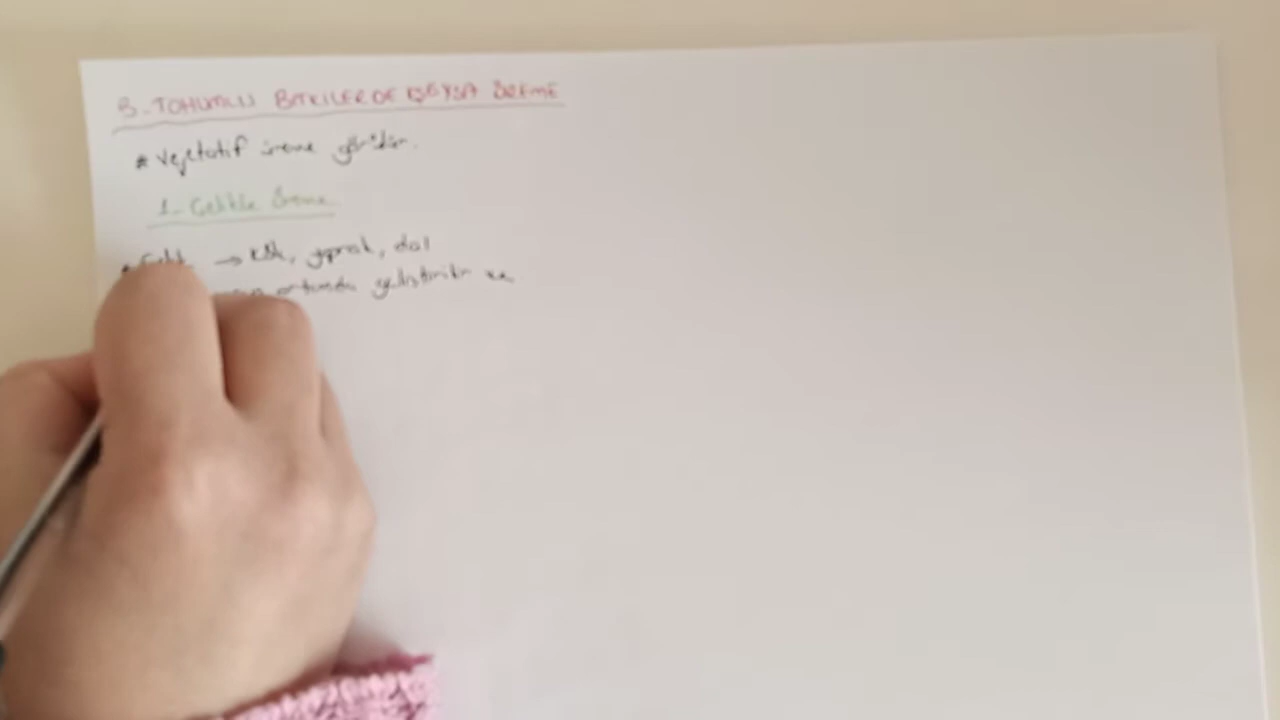 3-TOHUMLU BİTKİLERDE EŞEYSİZ ÜREME
* Vejetatif üreme görülür.
1- Çelikle Üreme
* Çelik → kök, yaprak, dal
ortamda geliştirilir ve